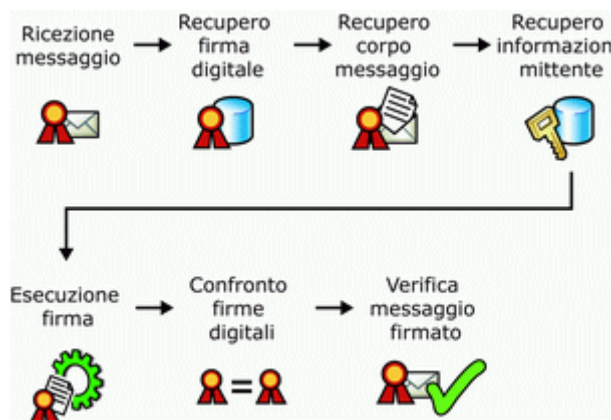 Ricezione
messaggio
Recupero
firma
digitale
Recupero
corpo
messaggio
Recupero
informazion
mittente
Esecuzione
firma
Confronto
firme
digitali
Verifica
messaggio
firmato